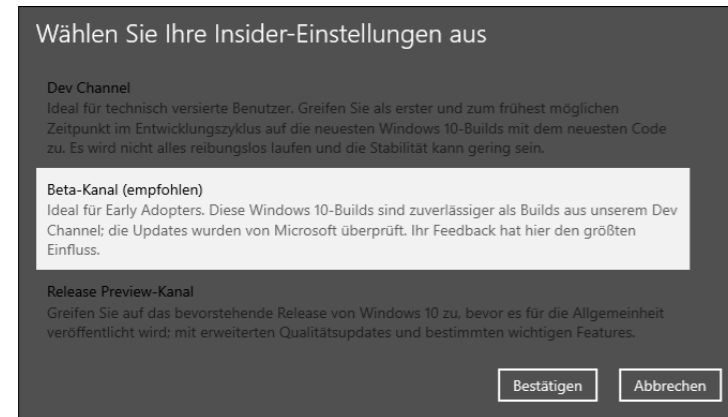 Wählen Sie Ihre Insider-Einstellungen aus
Dev Channel
Ideal für technisch versierte Benutzer. Greifen Sie als erster und zum frühest möglichen
Zeitpunkt im Entwicklungszyklus auf die neuesten Windows 10-Builds mit dem neuesten Code
zu. Es wird nicht alles reibungslos laufen und die Stabilität kann gering sein.
Beta-Kanal (empfohlen)
Ideal für Early Adopters. Diese Windows 10-Builds sind zuverlässiger als Builds aus unserem Dev
Channel; die Updates wurden von Microsoft überprüft. Ihr Feedback hat hier den größten
Einfluss.
Release Preview-Kanal
Greifen Sie auf das bevorstehende Release von Windows 10 zu, bevor es für die Allgemeinheit
veröffentlicht wird; mit erweiterten Qualitätsupdates und bestimmten wichtigen Features.
Bestätigen
Abbrechen